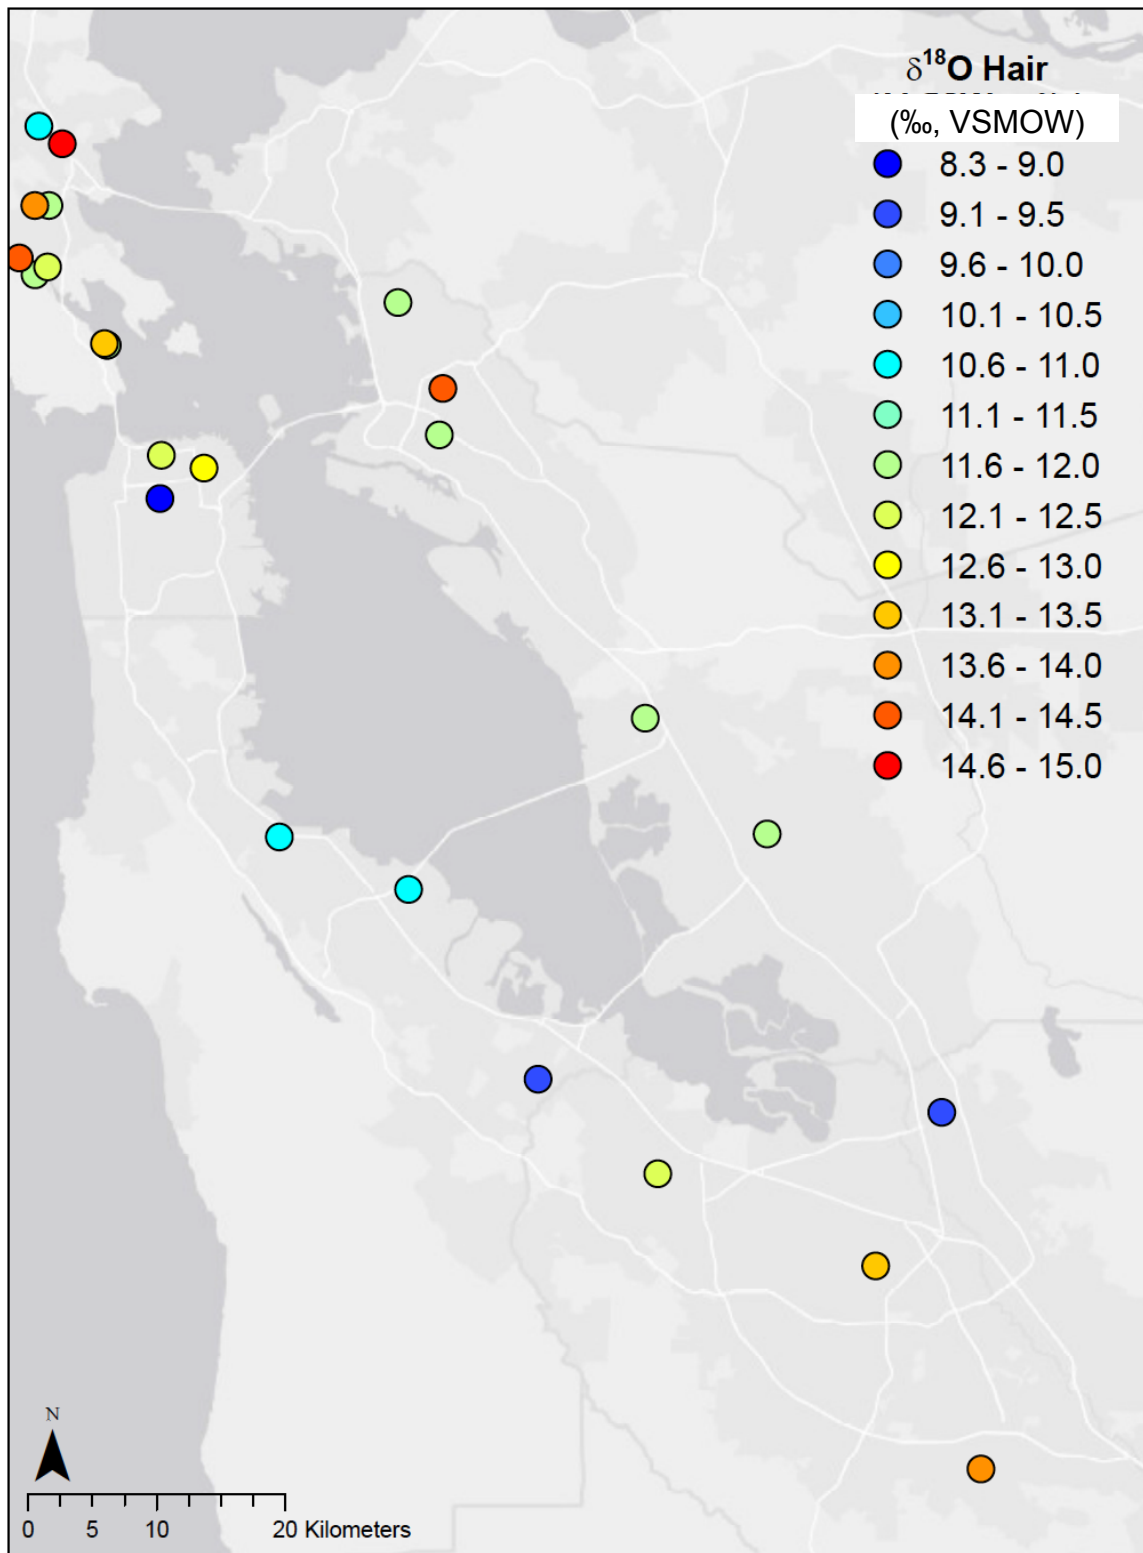 δ18O Hair
(‰, VSMOW)
8.3 - 9.0
9.1 - 9.5
9.6 - 10.0
10.1 - 10.5
10.6 - 11.0
11.1 - 11.5
11.6 - 12.0
12.1 - 12.5
12.6 - 13.0
13.1 - 13.5
13.6 - 14.0
14.1 - 14.5
14.6 - 15.0
N
0 5 10 20 Kilometers